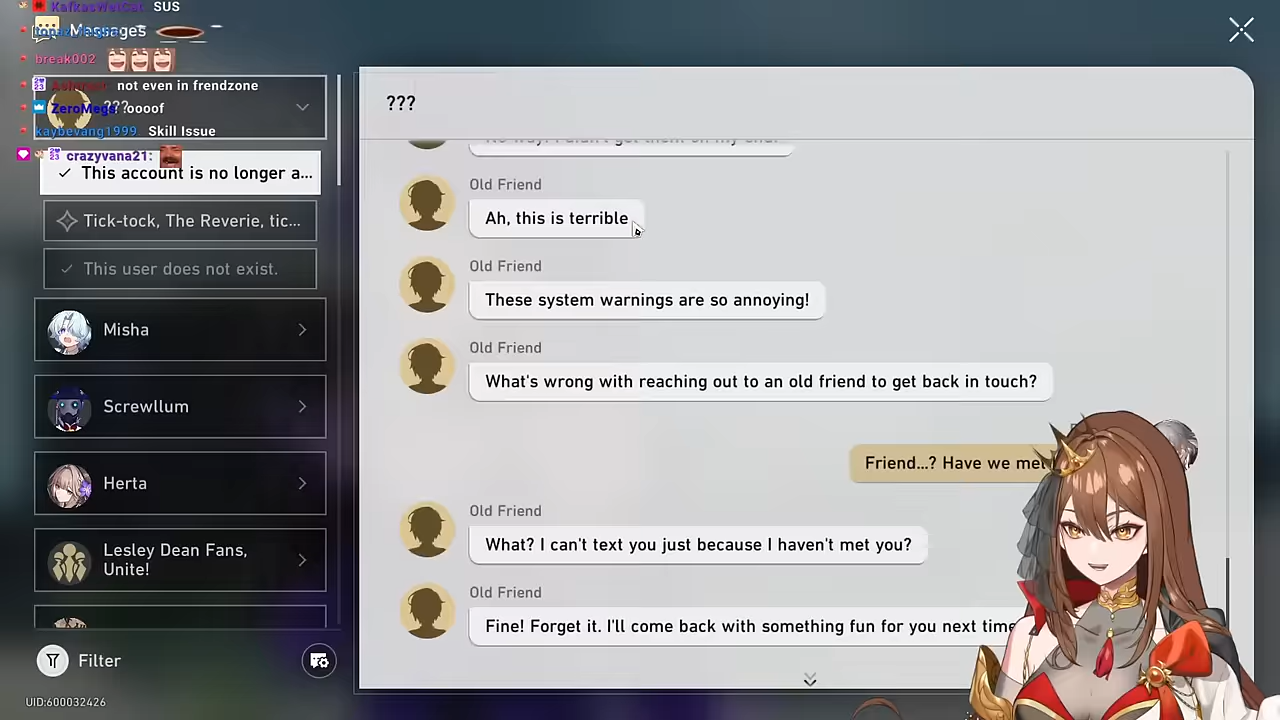 KafkasWetCat SUS
Messages
break002
not even in frendzone
ZeroMegs: oooof
kaybevang1999 Skill Issue
crazyvana21:
This account is no longer a...
Tick-tock, The Reverie, tic...
This user does not exist.
Misha
Screwllum
Herta
Lesley Dean Fans,
Unite!
Filter
UID:600032426
???
Old Friend
Ah, this is terrible
Old Friend
These system warnings are so annoying!
Old Friend
What's wrong with reaching out to an old friend to get back in touch?
Friend...? Have we met
Old Friend
What? I can't text you just because I haven't met you?
Old Friend
Fine! Forget it. I'll come back with something fun for you next time